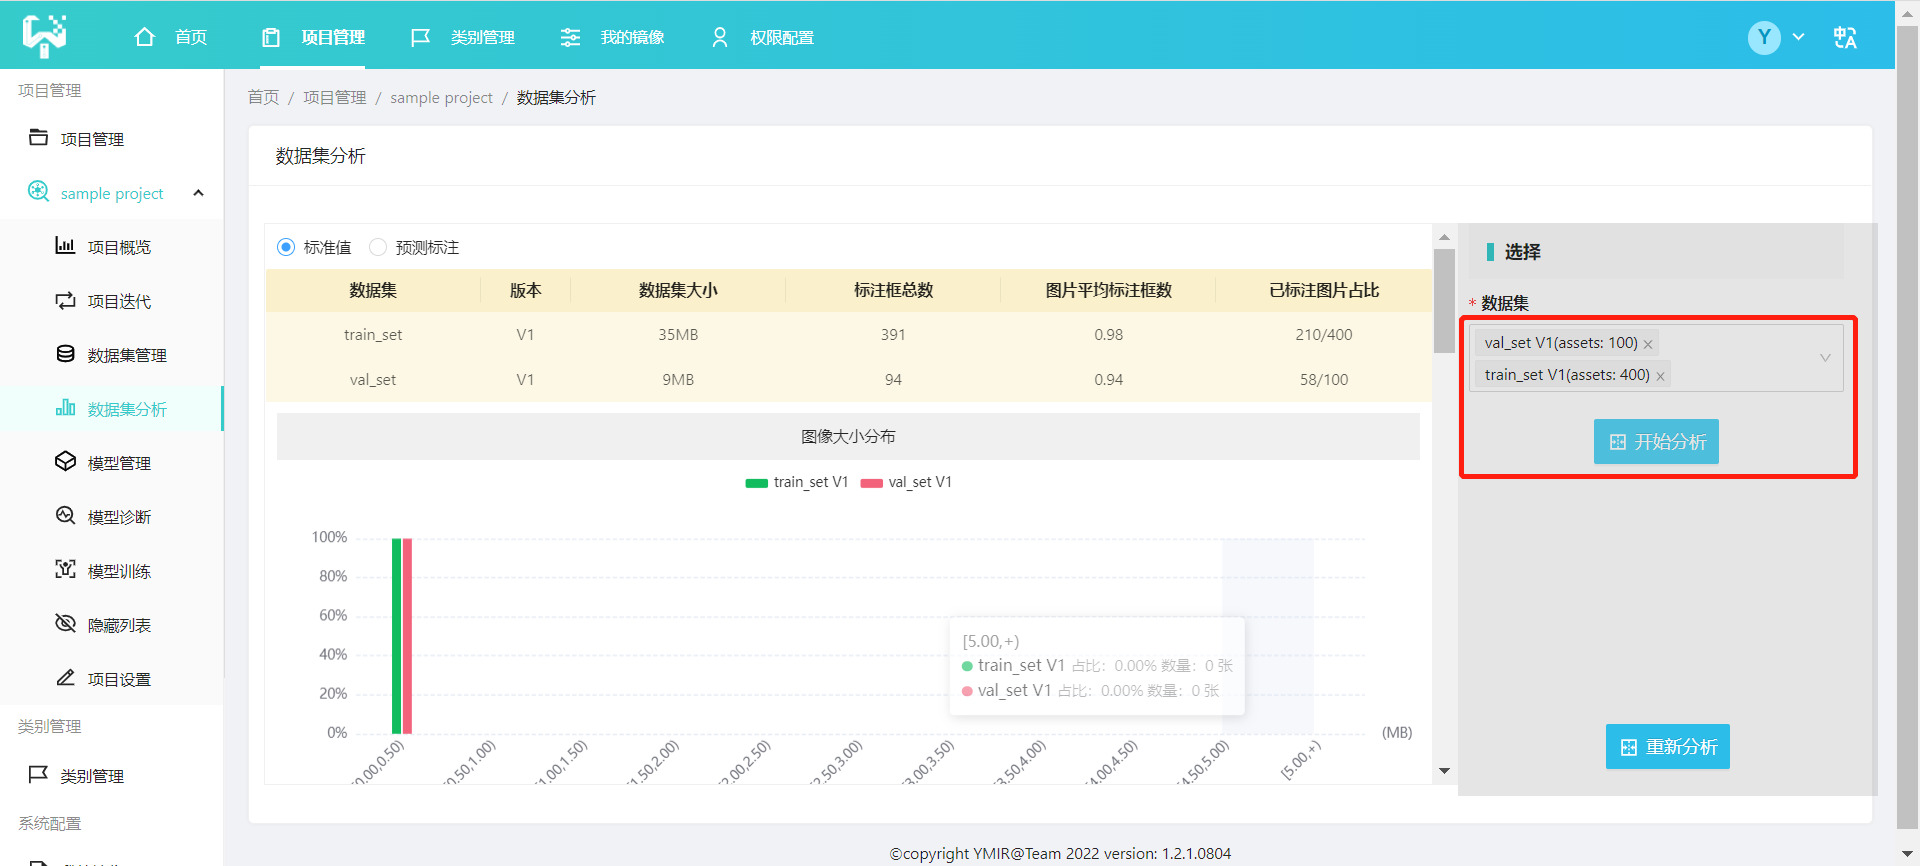 首页
项目管理
类别管理
我的镜像
权限配置
Y
项目管理
项目管理
sample project
项目概览
项目迭代
数据集管理
数据集分析
模型管理
模型诊断
模型训练
隐藏列表
项目设置
类别管理
类别管理
系统配置
首页 / 项目管理 / sample project / 数据集分析
数据集分析
标准值 预测标注
数据集 版本 数据集大小 标注框总数 图片平均标注框数 已标注图片占比
train_set V1 35MB 391 0.98 210/400
val_set V1 9MB 94 0.94 58/100
图像大小分布
train_set V1 val_set V1
100%
80%
60%
40%
20%
0%
(MB)
0.00,0.50)
0.50,1.00)
1.00,1.50)
1.50,2.00)
2.00,2.50)
2.50,3.00)
3.00,3.50)
3.50,4.00)
4.00,4.50)
4.50,5.00)
[5.00,+)
[5.00,+)
train_set V1 占比: 0.00% 数量: 0 张
val_set V1 占比: 0.00% 数量: 0 张
选择
* 数据集
val_set V1(assets: 100) ×
train_set V1(assets: 400) ×
开始分析
重新分析
©copyright YMIR@Team 2022 version: 1.2.1.0804